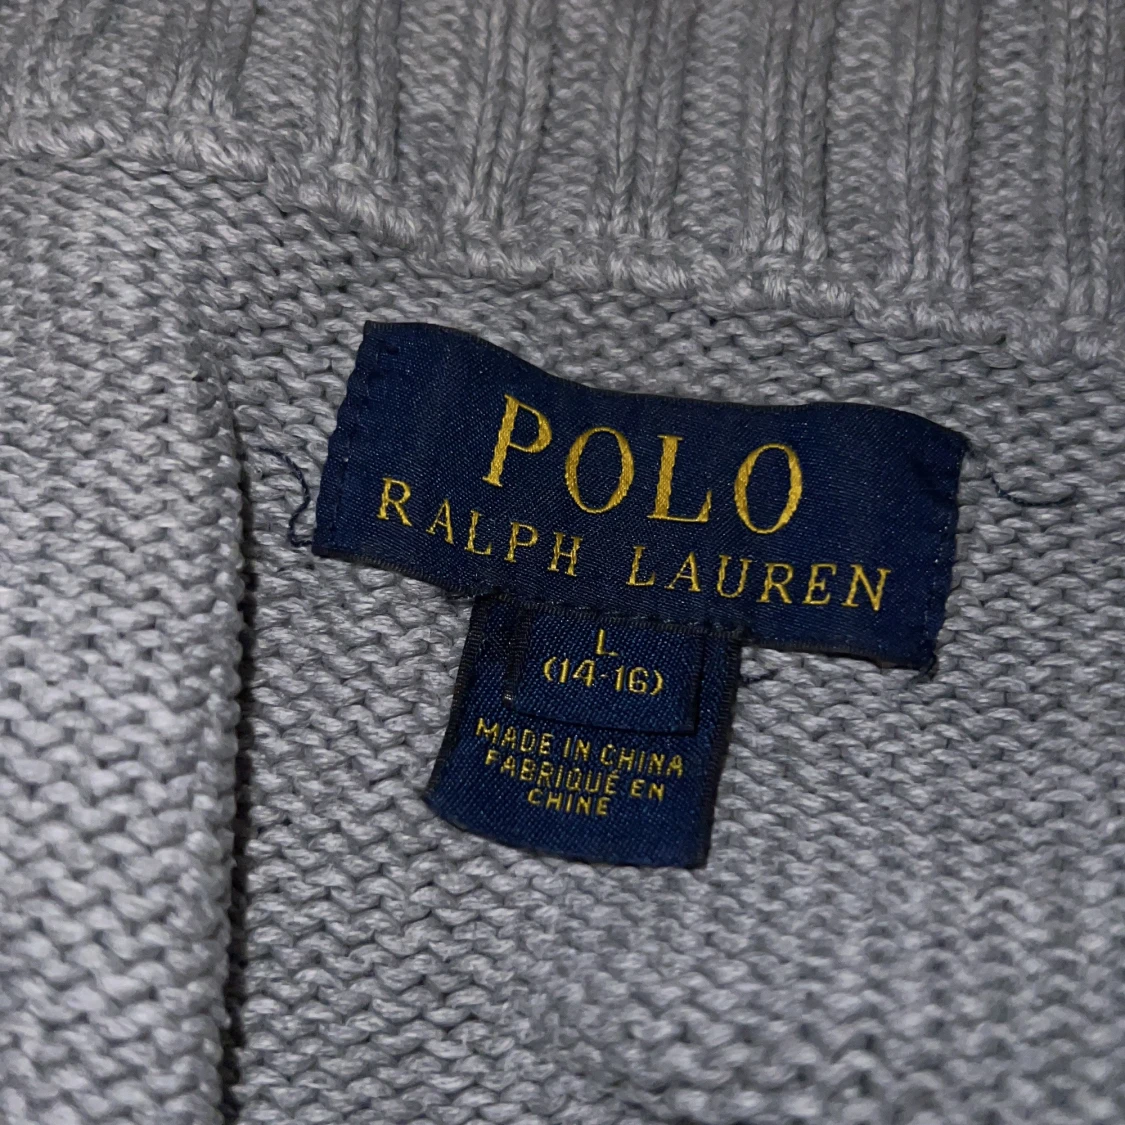 POLO
RALPH LAUREN
L
(14-16)
MADE IN CHINA
FABRIQUÉ EN
CHINE